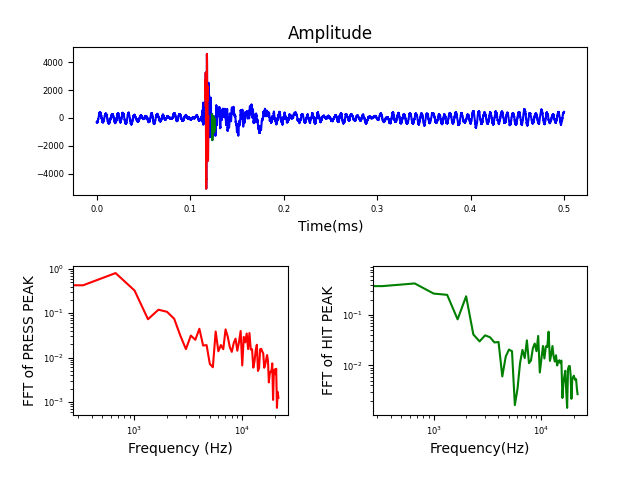 Amplitude
4000
2000
0
−2000
−4000
0.0 0.1 0.2 0.3 0.4 0.5
Time(ms)
FFT of PRESS PEAK
10⁰
10⁻¹
10⁻²
10⁻³
10³ 10⁴
Frequency (Hz)
FFT of HIT PEAK
10⁻¹
10⁻²
10³ 10⁴
Frequency(Hz)